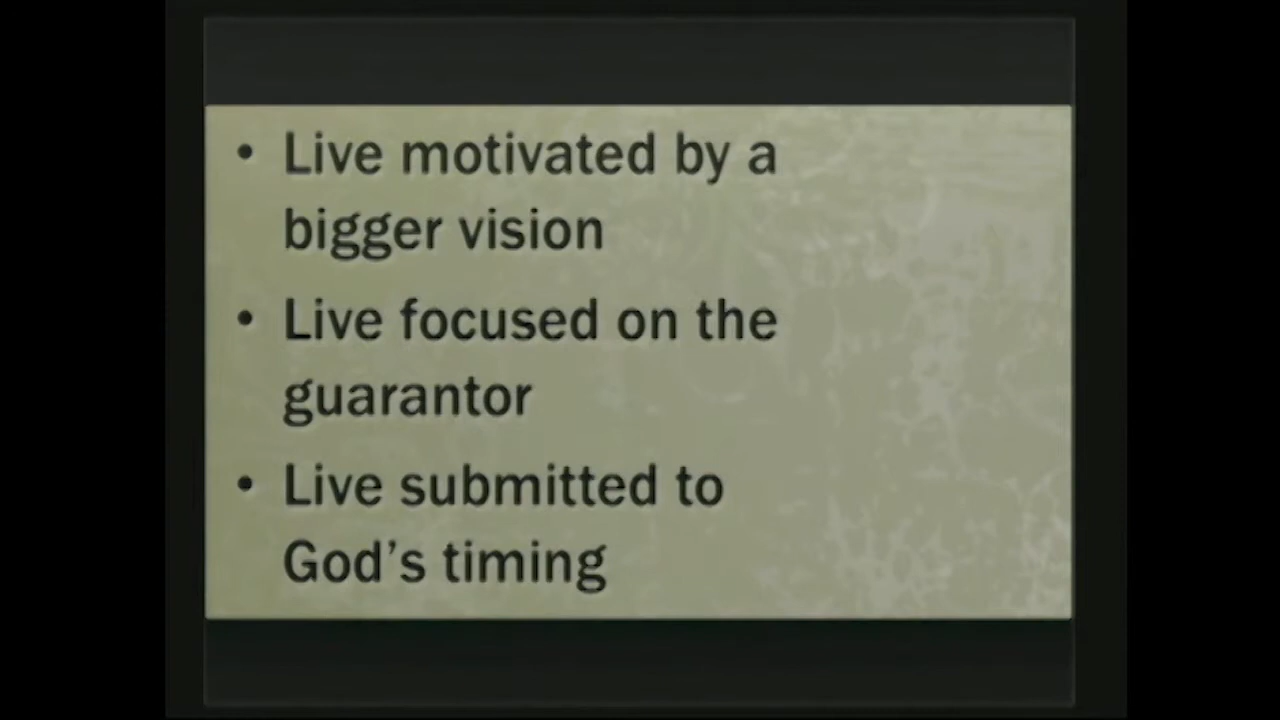 • Live motivated by a
bigger vision
• Live focused on the
guarantor
• Live submitted to
God's timing